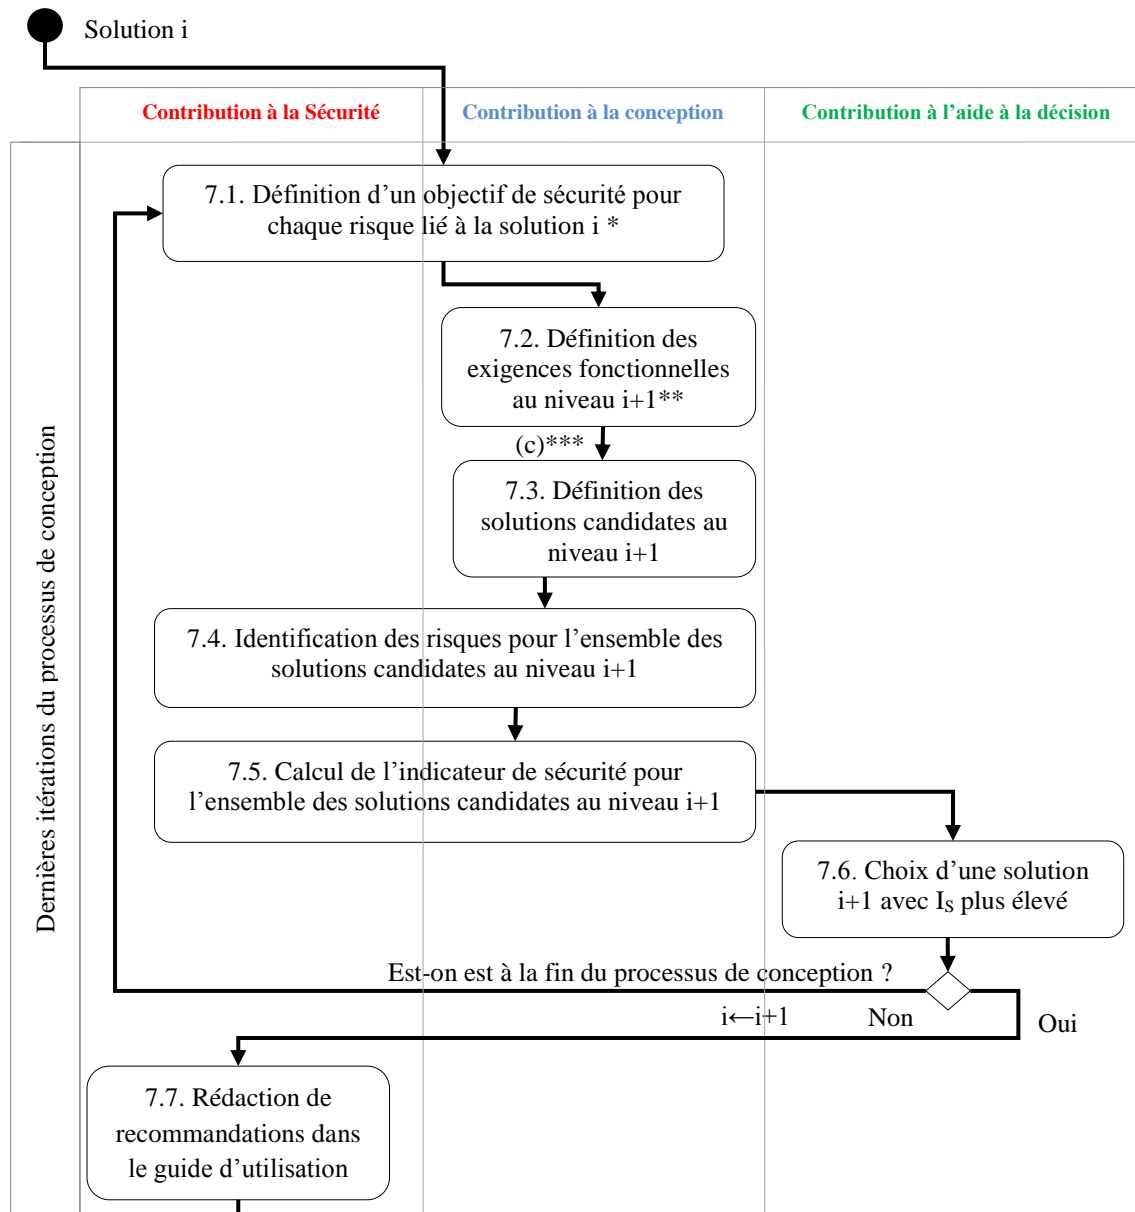 Solution i
Contribution à la Sécurité
Contribution à la conception
Contribution à l’aide à la décision
Dernières itérations du processus de conception
7.1. Définition d’un objectif de sécurité pour
chaque risque lié à la solution i *
7.2. Définition des
exigences fonctionnelles
au niveau i+1**
(c)***
7.3. Définition des
solutions candidates au
niveau i+1
7.4. Identification des risques pour l’ensemble des
solutions candidates au niveau i+1
7.5. Calcul de l’indicateur de sécurité pour
l’ensemble des solutions candidates au niveau i+1
7.6. Choix d’une solution
i+1 avec IS plus élevé
Est-on est à la fin du processus de conception ?
i←i+1
Non
Oui
7.7. Rédaction de
recommandations dans
le guide d’utilisation